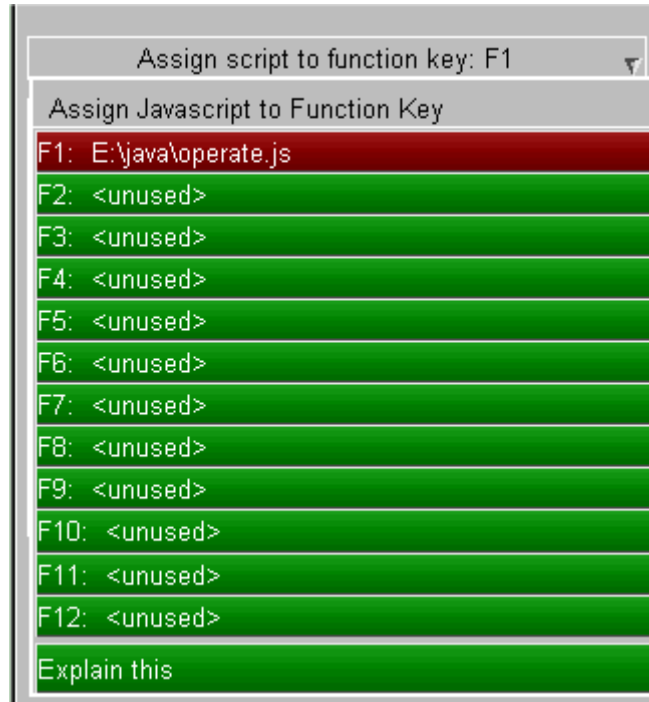 Assign script to function key: F1
Assign Javascript to Function Key
F1: E:\java\operate.js
F2: <unused>
F3: <unused>
F4: <unused>
F5: <unused>
F6: <unused>
F7: <unused>
F8: <unused>
F9: <unused>
F10: <unused>
F11: <unused>
F12: <unused>
Explain this